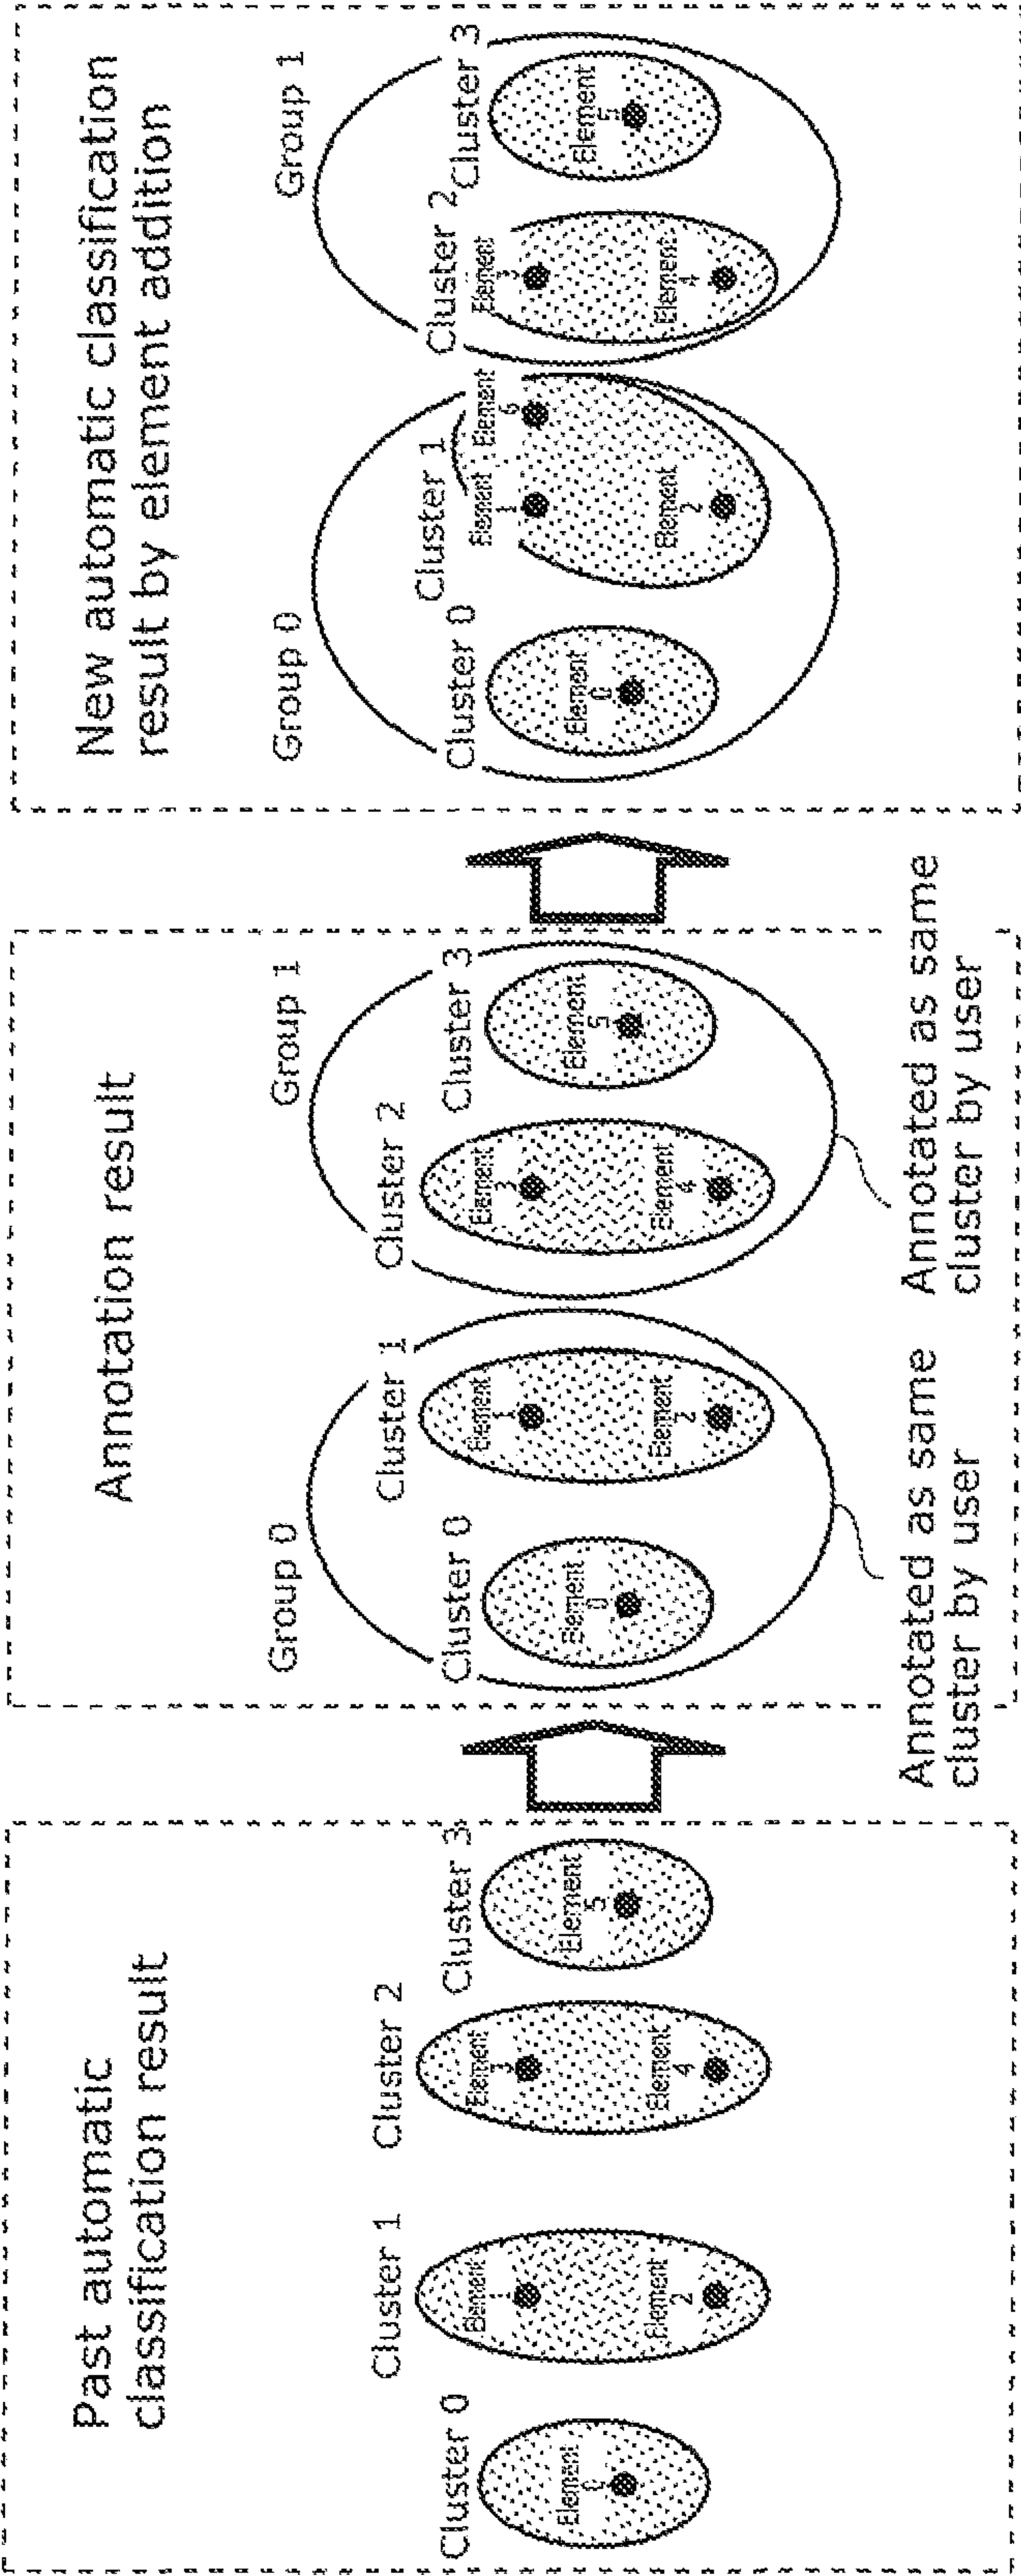 Past automatic
classification result
Cluster 0
Element
0
Cluster 1
Element
1
Element
2
Cluster 2
Element
3
Element
4
Cluster 3
Element
5
Annotation result
Group 0
Cluster 0
Element
0
Cluster 1
Element
1
Element
2
Group 1
Cluster 2
Element
3
Element
4
Cluster 3
Element
5
Annotated as same
cluster by user
Annotated as same
cluster by user
New automatic classification
result by element addition
Group 0
Cluster 0
Element
0
Cluster 1
Element
1
Element
6
Element
2
Group 1
Cluster 2
Element
3
Element
4
Cluster 3
Element
5